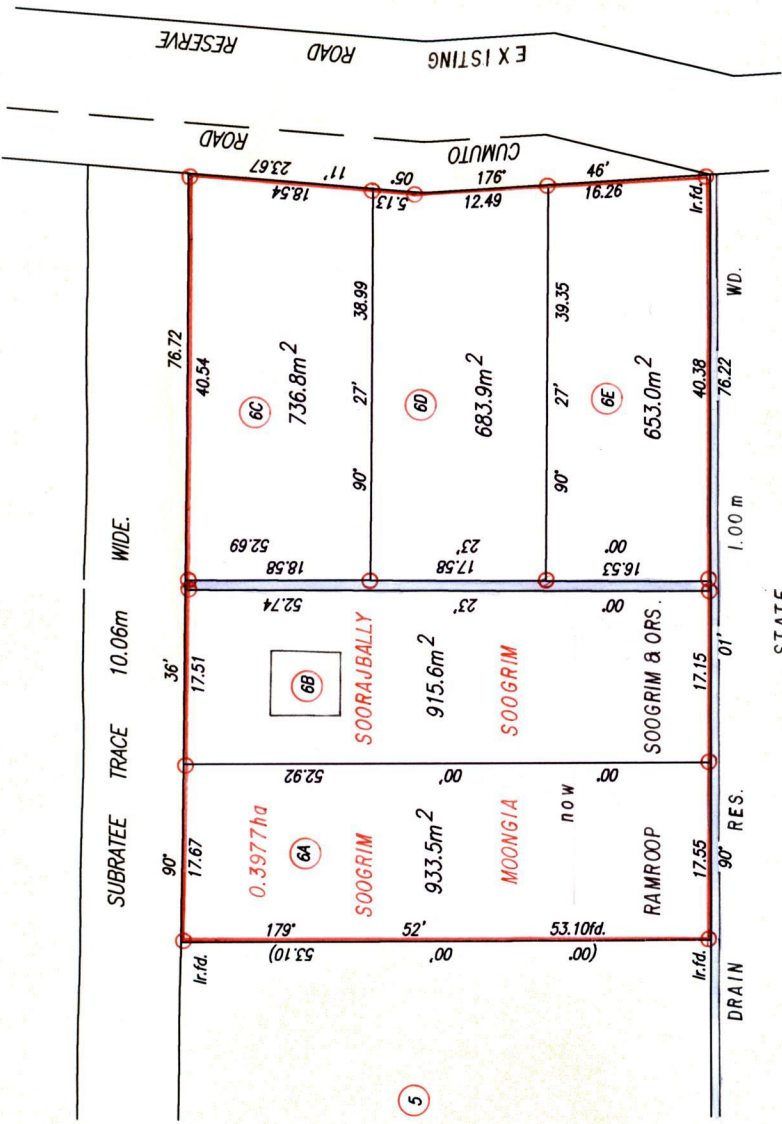 EXISTING ROAD RESERVE
CUMUTO ROAD
SUBRATEE TRACE 10.06m WIDE.
90° 36' 76.72
17.67
17.51
40.54
23.67
11'
05°
18.54
5.13
176°
46'
12.49
16.26
Ir.fd.
6C
736.8m²
38.99
27'
90°
6D
683.9m²
39.35
27'
90°
6E
653.0m²
52.69
23'
00°
18.58
17.58
16.53
52.74
23'
00°
6B
915.6m²
SOORAJBALLY
SOOGRIM
SOOGRIM & ORS.
52.92
00'
00°
0.3977ha
6A
933.5m²
SOOGRIM
MOONGIA
now
RAMROOP
179°
52'
53.10fd.
(53.10)
00'
(00°
Ir.fd.
Ir.fd.
17.55
17.15
40.38
90° 01' 76.22
DRAIN RES. 1.00 m WD.
STATE
5